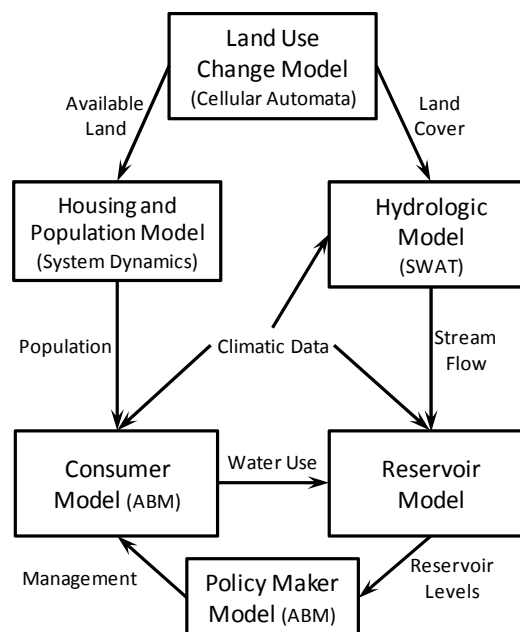 Land Use
Change Model
(Cellular Automata)
Available
Land
Land
Cover
Housing and
Population Model
(System Dynamics)
Hydrologic
Model
(SWAT)
Population
Climatic Data
Stream
Flow
Consumer
Model (ABM)
Water Use
Reservoir
Model
Management
Policy Maker
Model (ABM)
Reservoir
Levels